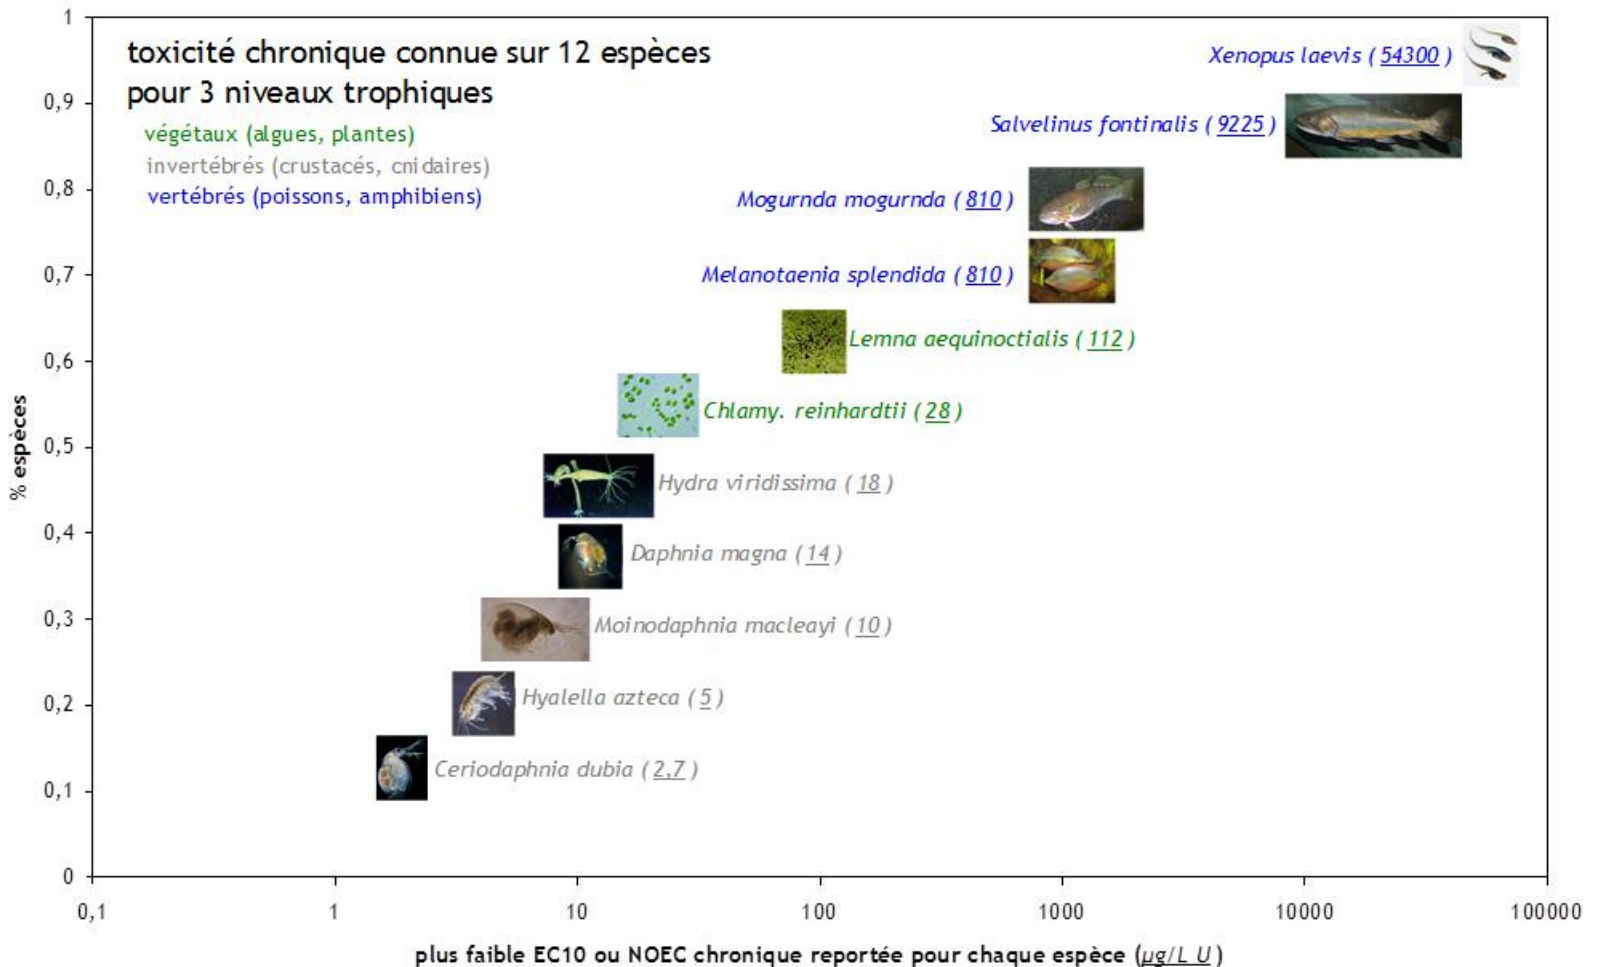 toxicité chronique connue sur 12 espèces
pour 3 niveaux trophiques
végétaux (algues, plantes)
invertébrés (crustacés, cnidaires)
vertébrés (poissons, amphibiens)
Xenopus laevis (54300)
Salvelinus fontinalis (9225)
Mogurnda mogurnda (810)
Melanotaenia splendida (810)
Lemna aequinoctialis (112)
Chlamy. reinhardtii (28)
Hydra viridissima (18)
Daphnia magna (14)
Moinodaphnia macleayi (10)
Hyalella azteca (5)
Ceriodaphnia dubia (2,7)
% espèces
1
0,9
0,8
0,7
0,6
0,5
0,4
0,3
0,2
0,1
0
0,1 1 10 100 1000 10000 100000
plus faible EC10 ou NOEC chronique reportée pour chaque espèce (µg/L U)